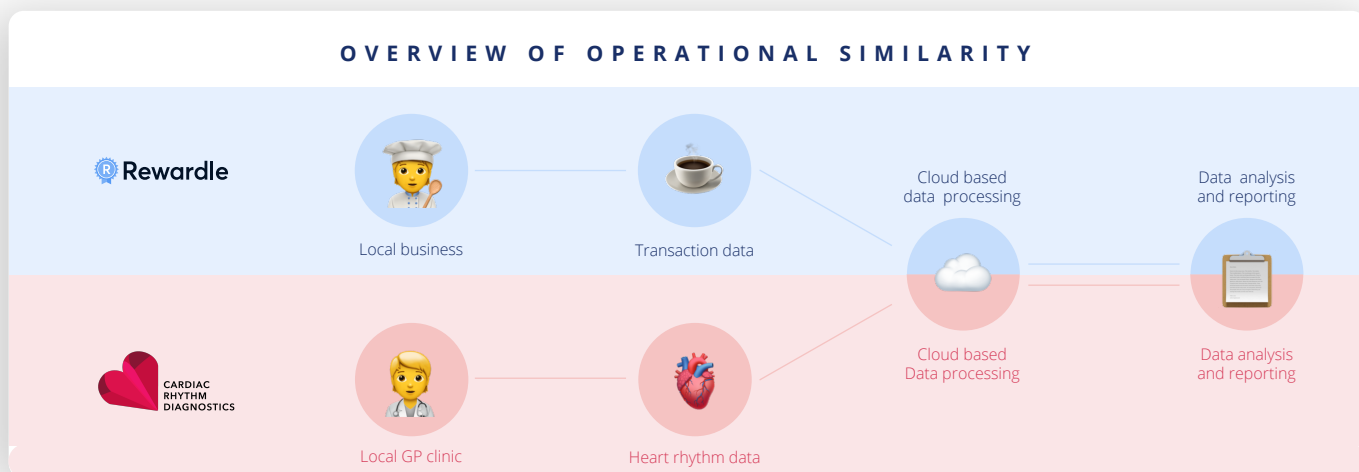 OVERVIEW OF OPERATIONAL SIMILARITY
R Rewardle
Local business
Transaction data
Cloud based
data processing
Data analysis
and reporting
CARDIAC
RHYTHM
DIAGNOSTICS
Local GP clinic
Heart rhythm data
Cloud based
Data processing
Data analysis
and reporting